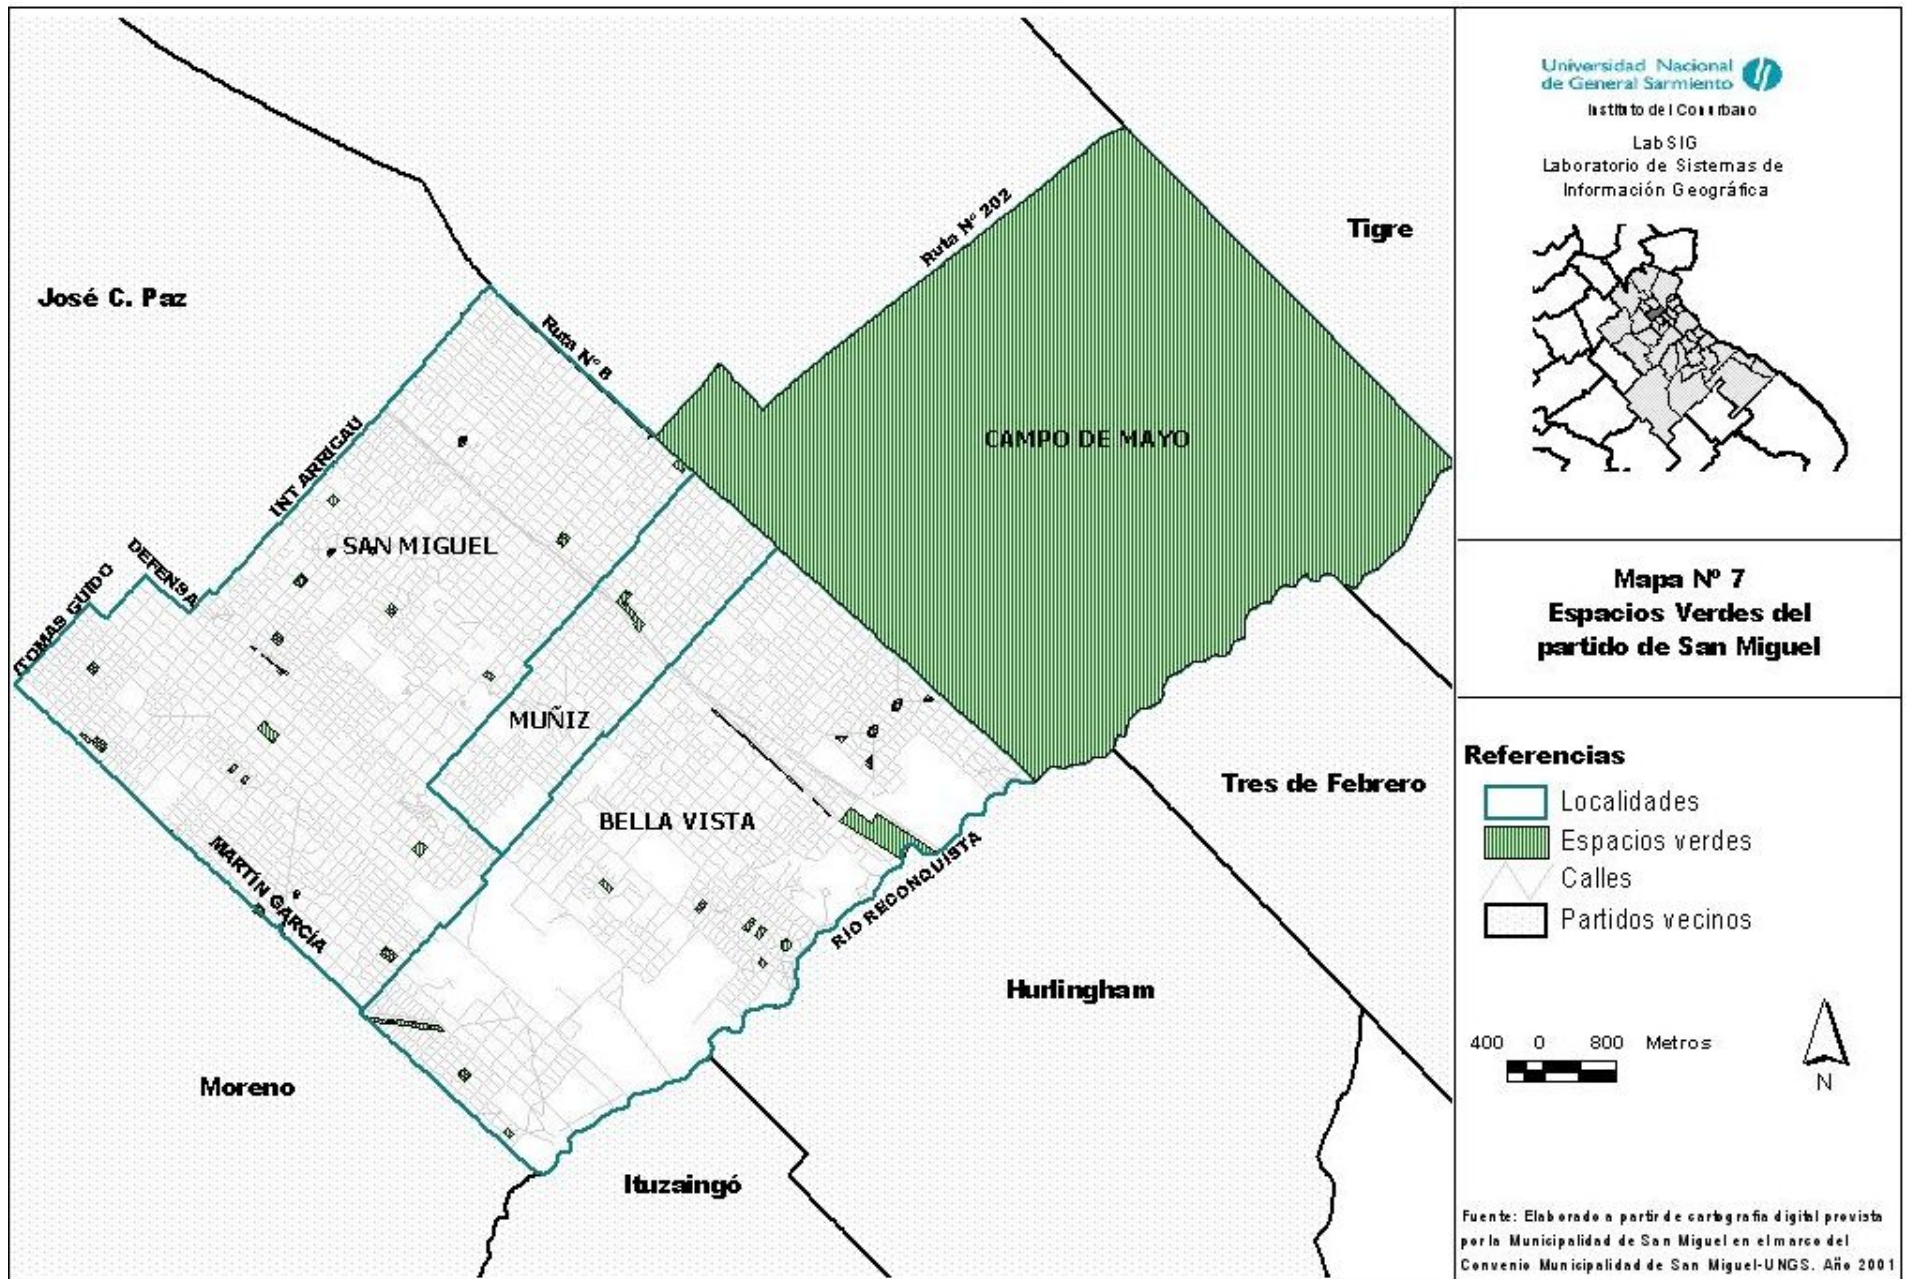 José C. Paz
Tigre
Ruta Nº 202
Ruta Nº 8
CAMPO DE MAYO
INT ARRIGAU
SAN MIGUEL
DEFENSA
TOMAS GUIDO
MUÑIZ
BELLA VISTA
Tres de Febrero
MARTÍN GARCÍA
RÍO RECONQUISTA
Hurlingham
Moreno
Ituzaingó
Universidad Nacional
de General Sarmiento
Instituto del Conurbano
LabSIG
Laboratorio de Sistemas de
Información Geográfica
Mapa Nº 7
Espacios Verdes del
partido de San Miguel
Referencias
Localidades
Espacios verdes
Calles
Partidos vecinos
400 0 800 Metros
N
Fuente: Elaborado a partir de cartografia digital provista
por la Municipalidad de San Miguel en el marco del
Convenio Municipalidad de San Miguel-UNGS. Año 2001